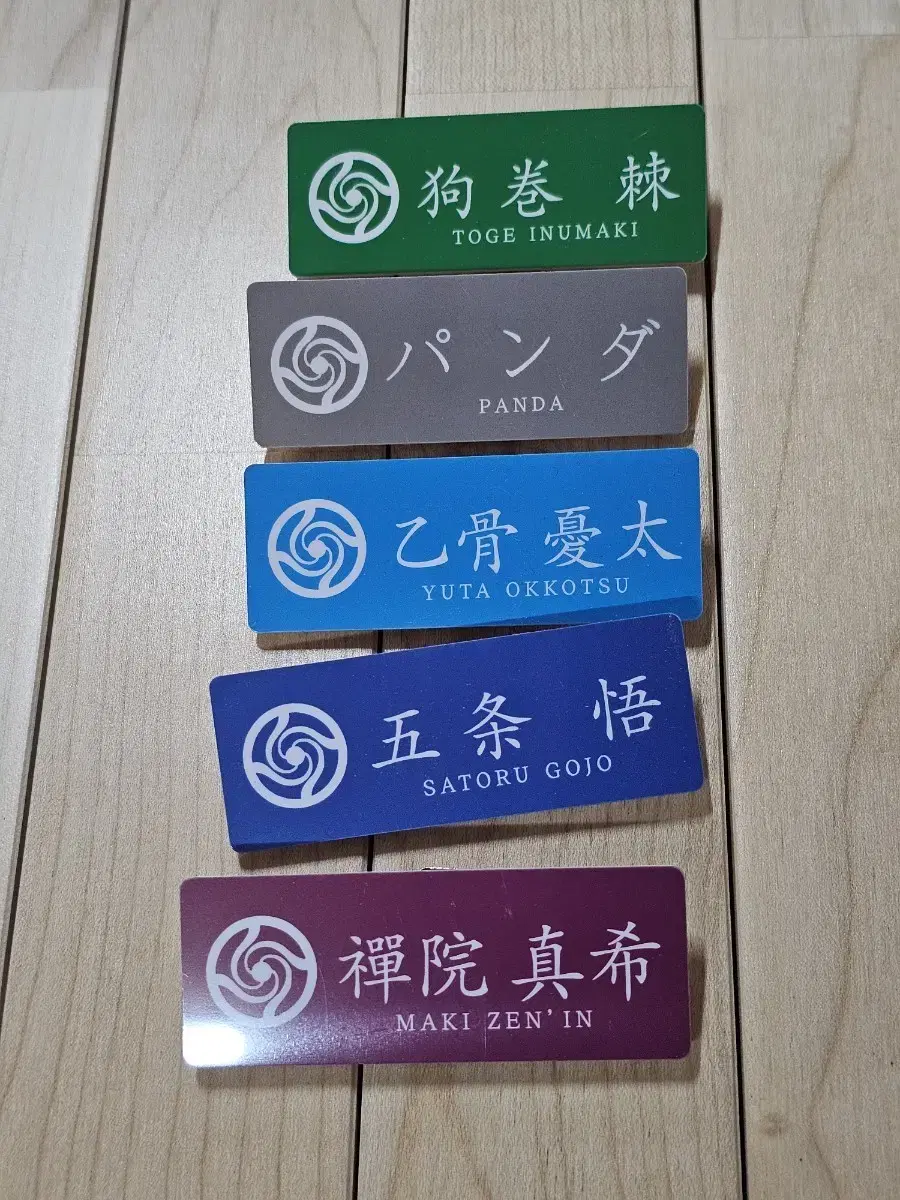 狗巻 棘
TOGE INUMAKI
パンダ
PANDA
乙骨 憂太
YUTA OKKOTSU
五条 悟
SATORU GOJO
禪院 真希
MAKI ZEN'IN